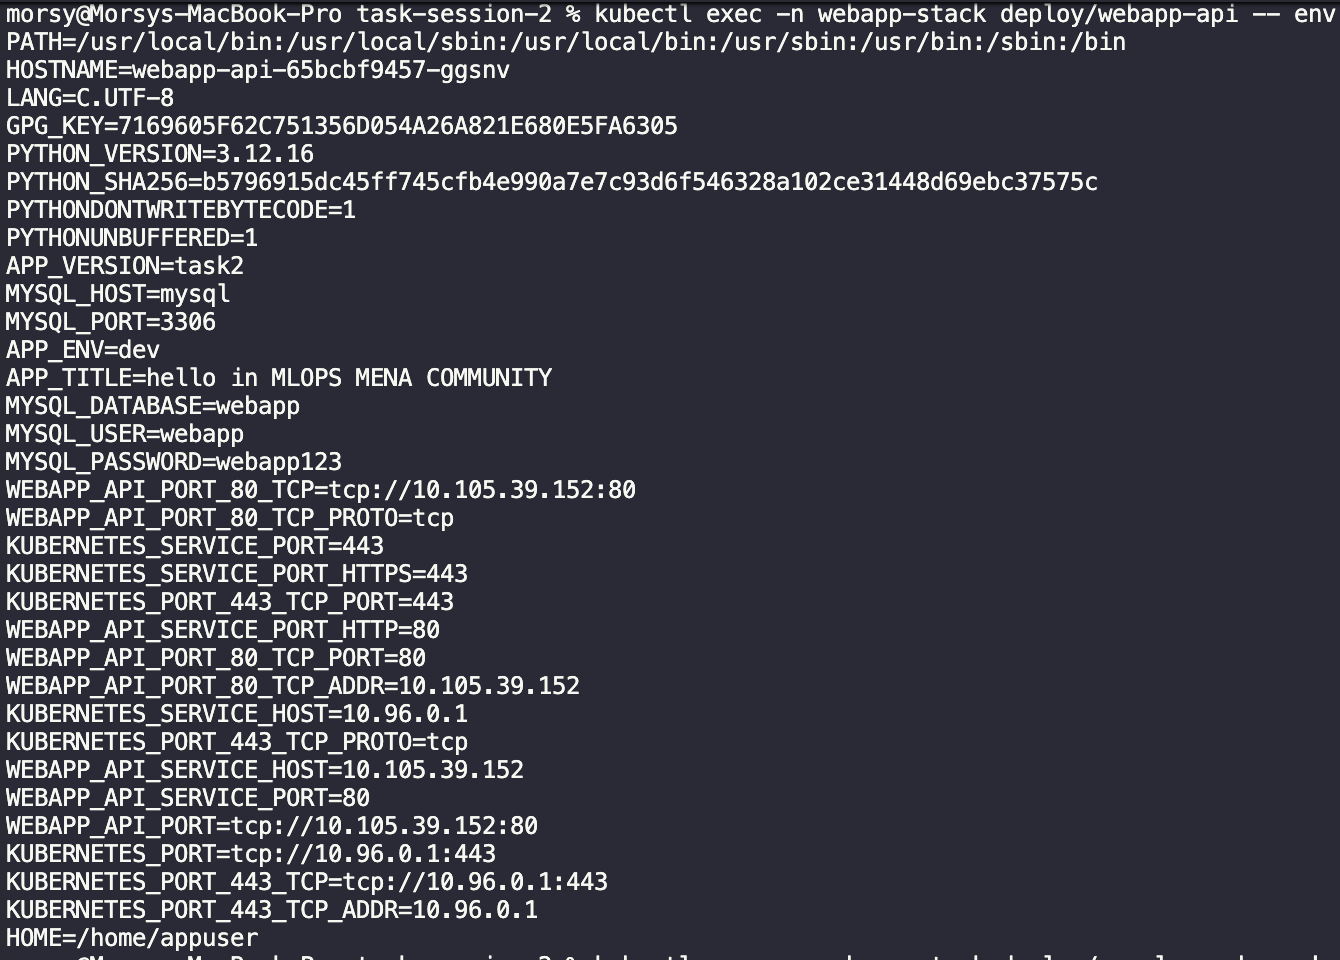 morsy@Morsys-MacBook-Pro task-session-2 % kubectl exec -n webapp-stack deploy/webapp-api -- env
PATH=/usr/local/bin:/usr/local/sbin:/usr/local/bin:/usr/sbin:/usr/bin:/sbin:/bin
HOSTNAME=webapp-api-65bcbf9457-ggsnv
LANG=C.UTF-8
GPG_KEY=7169605F62C751356D054A26A821E680E5FA6305
PYTHON_VERSION=3.12.16
PYTHON_SHA256=b5796915dc45ff745cfb4e990a7e7c93d6f546328a102ce31448d69ebc37575c
PYTHONDONTWRITEBYTECODE=1
PYTHONUNBUFFERED=1
APP_VERSION=task2
MYSQL_HOST=mysql
MYSQL_PORT=3306
APP_ENV=dev
APP_TITLE=hello in MLOPS MENA COMMUNITY
MYSQL_DATABASE=webapp
MYSQL_USER=webapp
MYSQL_PASSWORD=webapp123
WEBAPP_API_PORT_80_TCP=tcp://10.105.39.152:80
WEBAPP_API_PORT_80_TCP_PROTO=tcp
KUBERNETES_SERVICE_PORT=443
KUBERNETES_SERVICE_PORT_HTTPS=443
KUBERNETES_PORT_443_TCP_PORT=443
WEBAPP_API_SERVICE_PORT_HTTP=80
WEBAPP_API_PORT_80_TCP_PORT=80
WEBAPP_API_PORT_80_TCP_ADDR=10.105.39.152
KUBERNETES_SERVICE_HOST=10.96.0.1
KUBERNETES_PORT_443_TCP_PROTO=tcp
WEBAPP_API_SERVICE_HOST=10.105.39.152
WEBAPP_API_SERVICE_PORT=80
WEBAPP_API_PORT=tcp://10.105.39.152:80
KUBERNETES_PORT=tcp://10.96.0.1:443
KUBERNETES_PORT_443_TCP=tcp://10.96.0.1:443
KUBERNETES_PORT_443_TCP_ADDR=10.96.0.1
HOME=/home/appuser